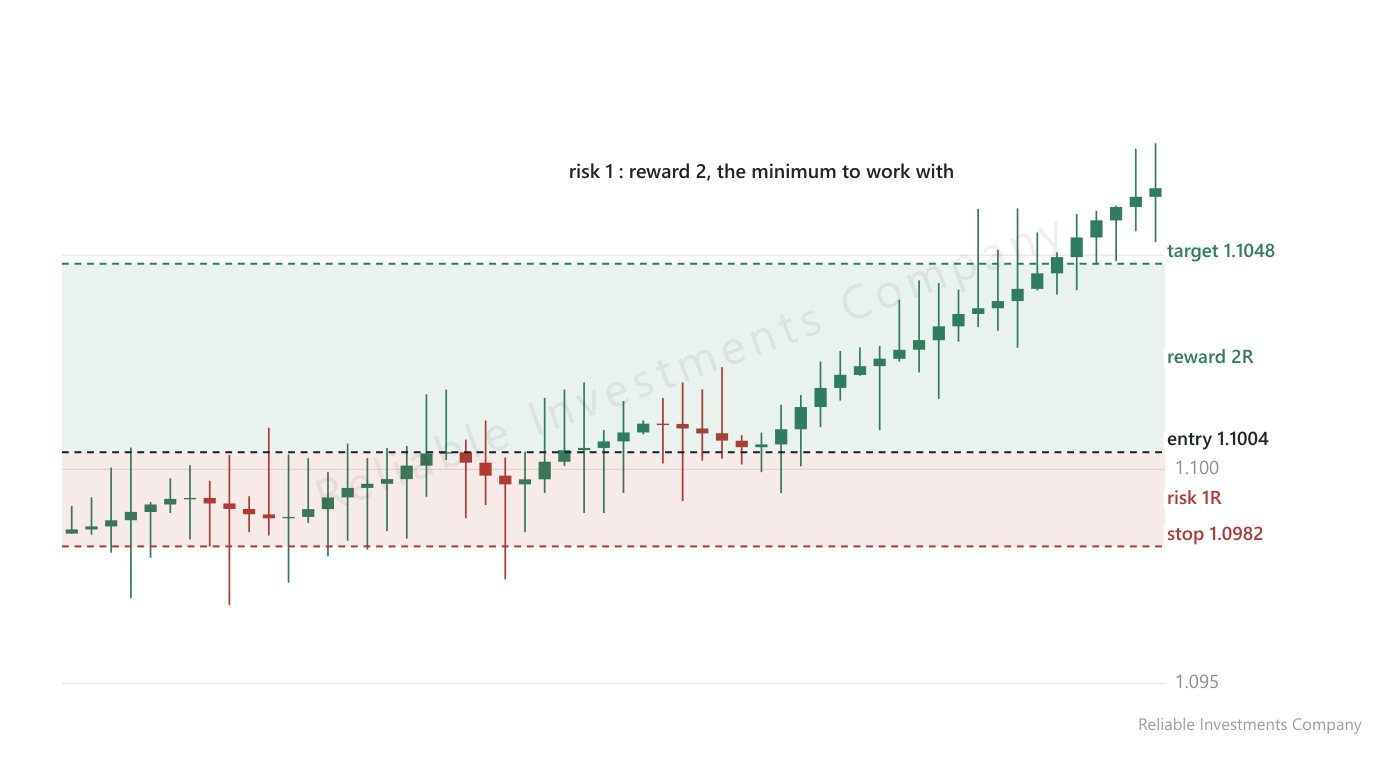 risk 1 : reward 2, the minimum to work with
Reliable Investments Company
target 1.1048
reward 2R
entry 1.1004
1.100
risk 1R
stop 1.0982
1.095
Reliable Investments Company